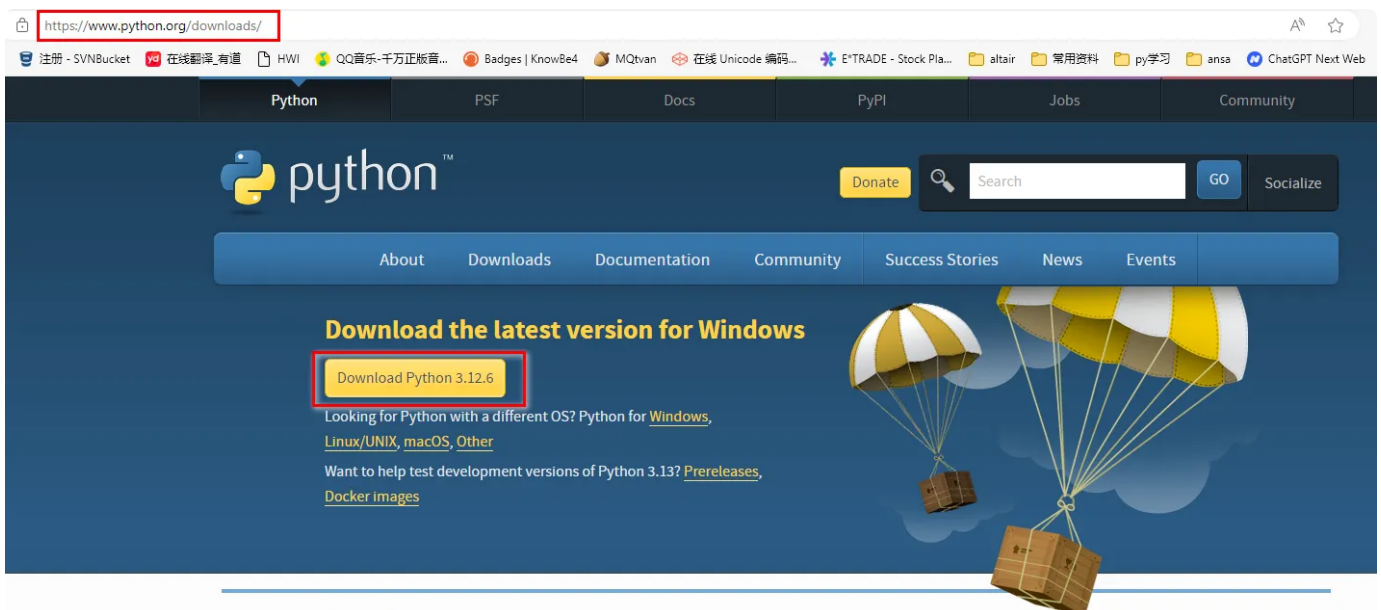 https://www.python.org/downloads/
注册 - SVNBucket yd 在线翻译_有道 HWI QQ音乐-千万正版音... Badges | KnowBe4 MQtvan 在线 Unicode 编码... E*TRADE - Stock Pla... altair 常用资料 py学习 ansa ChatGPT Next Web
Python PSF Docs PyPI Jobs Community
python™
Donate Search GO Socialize
About Downloads Documentation Community Success Stories News Events
Download the latest version for Windows
Download Python 3.12.6
Looking for Python with a different OS? Python for Windows,
Linux/UNIX, macOS, Other
Want to help test development versions of Python 3.13? Prereleases,
Docker images